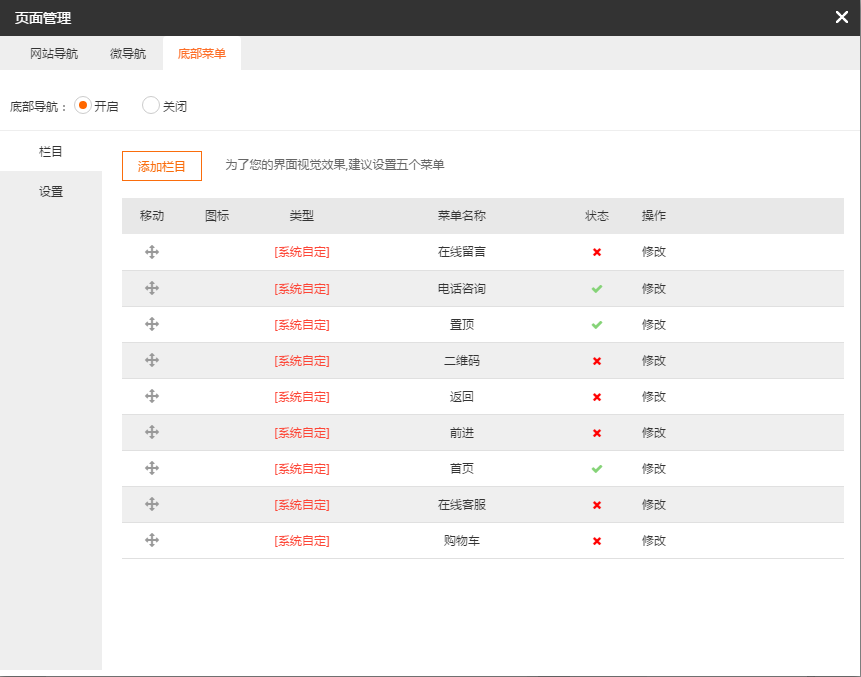 页面管理
网站导航 微导航 底部菜单
底部导航： 开启 关闭
栏目
设置
添加栏目 为了您的界面视觉效果,建议设置五个菜单
移动 图标 类型 菜单名称 状态 操作
[系统自定] 在线留言 修改
[系统自定] 电话咨询 修改
[系统自定] 置顶 修改
[系统自定] 二维码 修改
[系统自定] 返回 修改
[系统自定] 前进 修改
[系统自定] 首页 修改
[系统自定] 在线客服 修改
[系统自定] 购物车 修改